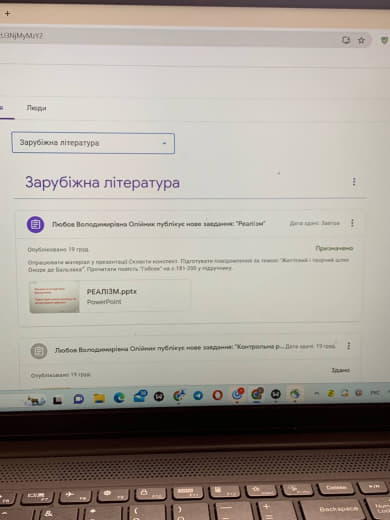 Люди
Зарубіжна література
Зарубіжна література
Любов Володимирівна Олійник публікує нове завдання: "Реалізм" Дата здачі: Завтра
Опубліковано 19 груд. Призначено
Опрацювати матеріал у презентації Скласти конспект. Підготувати повідомлення за темою: "Життєвий і творчий шлях
Оноре де Бальзака". Прочитати повість "Гобсек" на с.181-200 у підручнику.
РЕАЛІЗМ.pptx
PowerPoint
Любов Володимирівна Олійник публікує нове завдання: "Контрольна р... Дата здачі: 19 груд.
Опубліковано 19 груд. Здано
Delete
Backspace